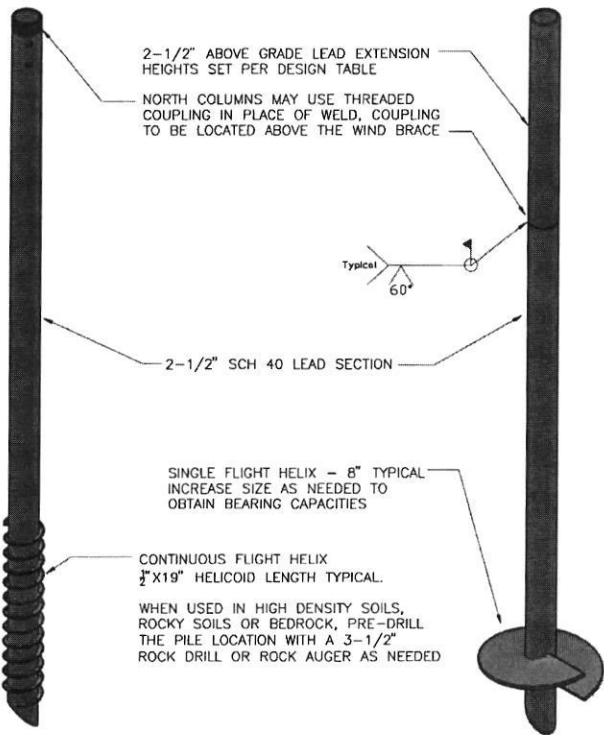 2-1/2" ABOVE GRADE LEAD EXTENSION
HEIGHTS SET PER DESIGN TABLE
NORTH COLUMNS MAY USE THREADED
COUPLING IN PLACE OF WELD, COUPLING
TO BE LOCATED ABOVE THE WIND BRACE
Typical
60°
2-1/2" SCH 40 LEAD SECTION
SINGLE FLIGHT HELIX - 8" TYPICAL
INCREASE SIZE AS NEEDED TO
OBTAIN BEARING CAPACITIES
CONTINUOUS FLIGHT HELIX
½"X19" HELICOID LENGTH TYPICAL.
WHEN USED IN HIGH DENSITY SOILS,
ROCKY SOILS OR BEDROCK, PRE-DRILL
THE PILE LOCATION WITH A 3-1/2"
ROCK DRILL OR ROCK AUGER AS NEEDED